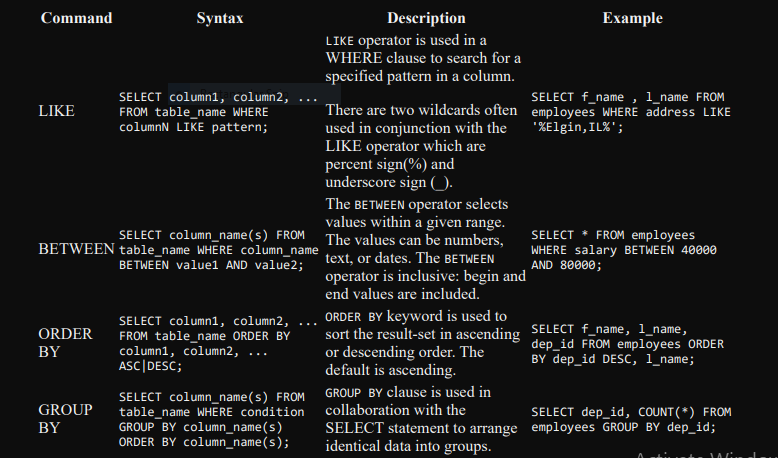 Command Syntax Description Example
LIKE
SELECT column1, column2, ...
FROM table_name WHERE
columnN LIKE pattern;
LIKE operator is used in a
WHERE clause to search for a
specified pattern in a column.
There are two wildcards often
used in conjunction with the
LIKE operator which are
percent sign(%) and
underscore sign (_).
SELECT f_name , l_name FROM
employees WHERE address LIKE
'%Elgin,IL%';
BETWEEN
SELECT column_name(s) FROM
table_name WHERE column_name
BETWEEN value1 AND value2;
The BETWEEN operator selects
values within a given range.
The values can be numbers,
text, or dates. The BETWEEN
operator is inclusive: begin and
end values are included.
SELECT * FROM employees
WHERE salary BETWEEN 40000
AND 80000;
ORDER
BY
SELECT column1, column2, ...
FROM table_name ORDER BY
column1, column2, ...
ASC|DESC;
ORDER BY keyword is used to
sort the result-set in ascending
or descending order. The
default is ascending.
SELECT f_name, l_name,
dep_id FROM employees ORDER
BY dep_id DESC, l_name;
GROUP
BY
SELECT column_name(s) FROM
table_name WHERE condition
GROUP BY column_name(s)
ORDER BY column_name(s);
GROUP BY clause is used in
collaboration with the
SELECT statement to arrange
identical data into groups.
SELECT dep_id, COUNT(*) FROM
employees GROUP BY dep_id;